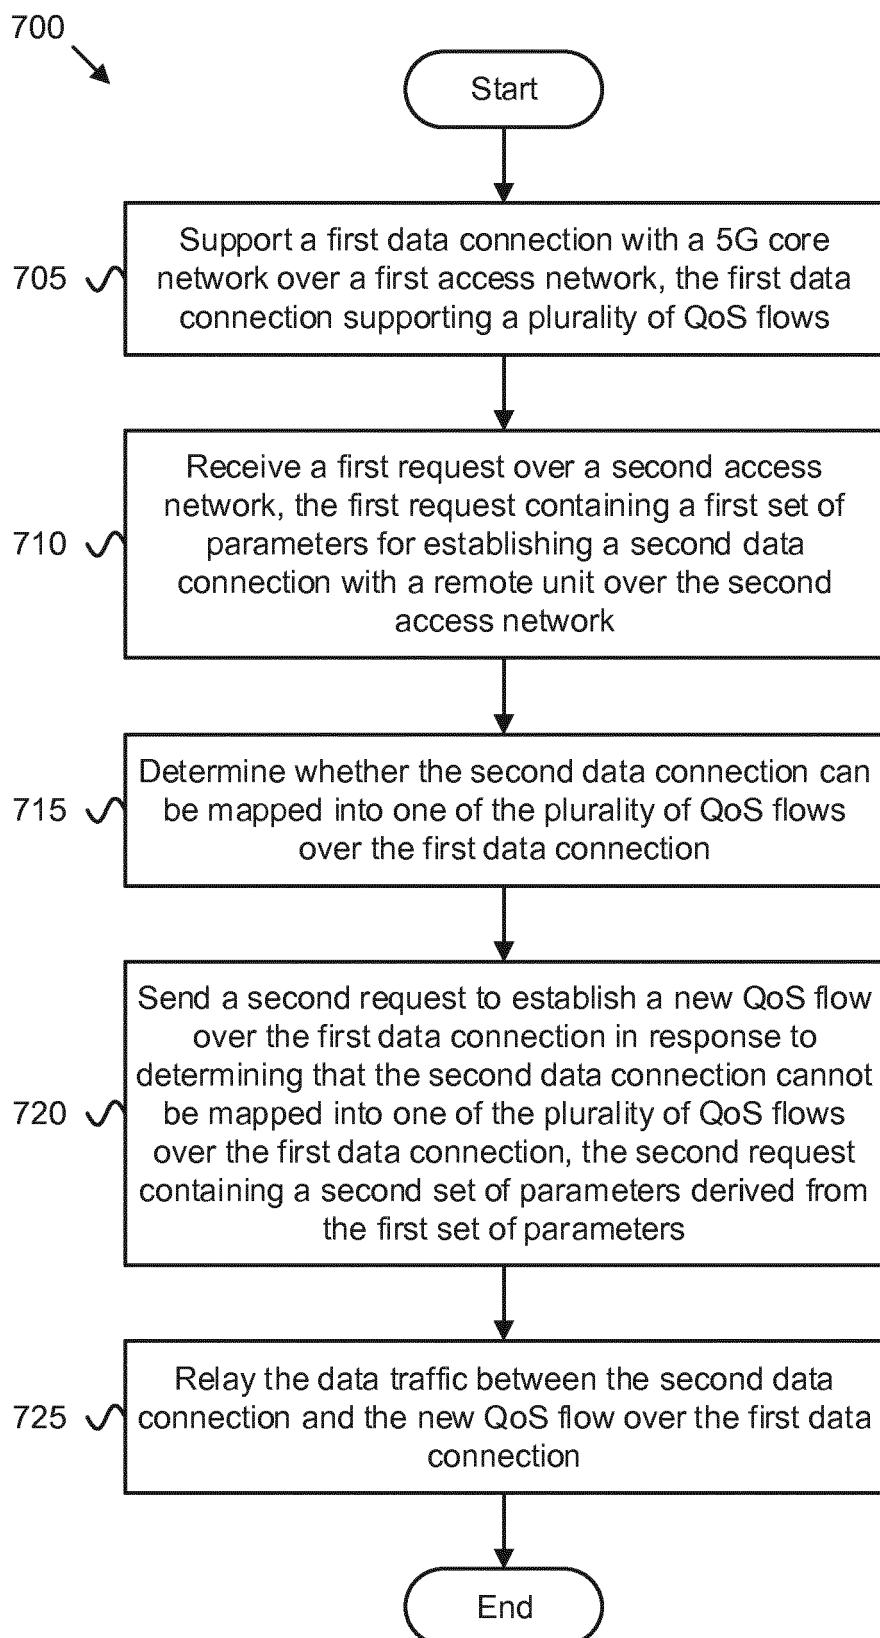 700
Start
705
Support a first data connection with a 5G core
network over a first access network, the first data
connection supporting a plurality of QoS flows
710
Receive a first request over a second access
network, the first request containing a first set of
parameters for establishing a second data
connection with a remote unit over the second
access network
715
Determine whether the second data connection can
be mapped into one of the plurality of QoS flows
over the first data connection
720
Send a second request to establish a new QoS flow
over the first data connection in response to
determining that the second data connection cannot
be mapped into one of the plurality of QoS flows
over the first data connection, the second request
containing a second set of parameters derived from
the first set of parameters
725
Relay the data traffic between the second data
connection and the new QoS flow over the first data
connection
End